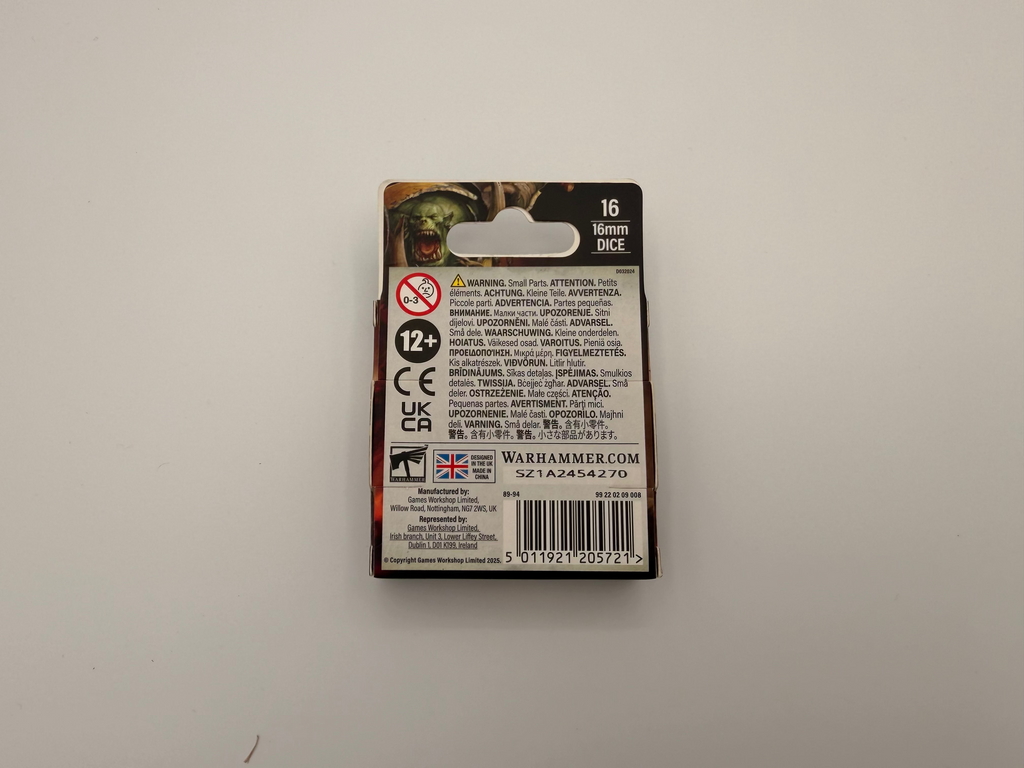 16
16mm
DICE
D032024
0-3
WARNING. Small Parts. ATTENTION. Petits
éléments. ACHTUNG. Kleine Teile. AVVERTENZA.
Piccole parti. ADVERTENCIA. Partes pequeñas.
ВНИМАНИЕ. Малки части. UPOZORENJE. Sitni
dijelovi. UPOZORNĚNI. Malé části. ADVARSEL.
Små dele. WAARSCHUWING. Kleine onderdelen.
HOIATUS. Väikesed osad. VAROITUS. Pieniä osia.
ΠΡΟΕΙΔΟΠΟΊΗΣΗ. Μικρά μέρη. FIGYELMEZTETÉS.
Kis alkatrészek. VIÐVÖRUN. Litlir hlutir.
BRĪDINĀJUMS. Sīkas detaļas. ĮSPĖJIMAS. Smulkios
detalės. TWISSIJA. Bċejjeċ żgħar. ADVARSEL. Små
deler. OSTRZEŻENIE. Małe części. ATENÇÃO.
Pequenas partes. AVERTISMENT. Părți mici.
UPOZORNENIE. Malé časti. OPOZORILO. Majhni
deli. VARNING. Små delar. 警告。含有小零件。
警告。含有小零件。警告。小さな部品があります。
12+
CE
UK
CA
WARHAMMER
DESIGNED
IN THE UK
MADE IN
CHINA
WARHAMMER.COM
SZ1A2454270
Manufactured by:
Games Workshop Limited,
Willow Road, Nottingham, NG7 2WS, UK
Represented by:
Games Workshop Limited,
Irish branch, Unit 3, Lower Liffey Street,
Dublin 1, D01 K199, Ireland
© Copyright Games Workshop Limited 2025.
89-94
99 22 02 09 008
5 011921 205721 >